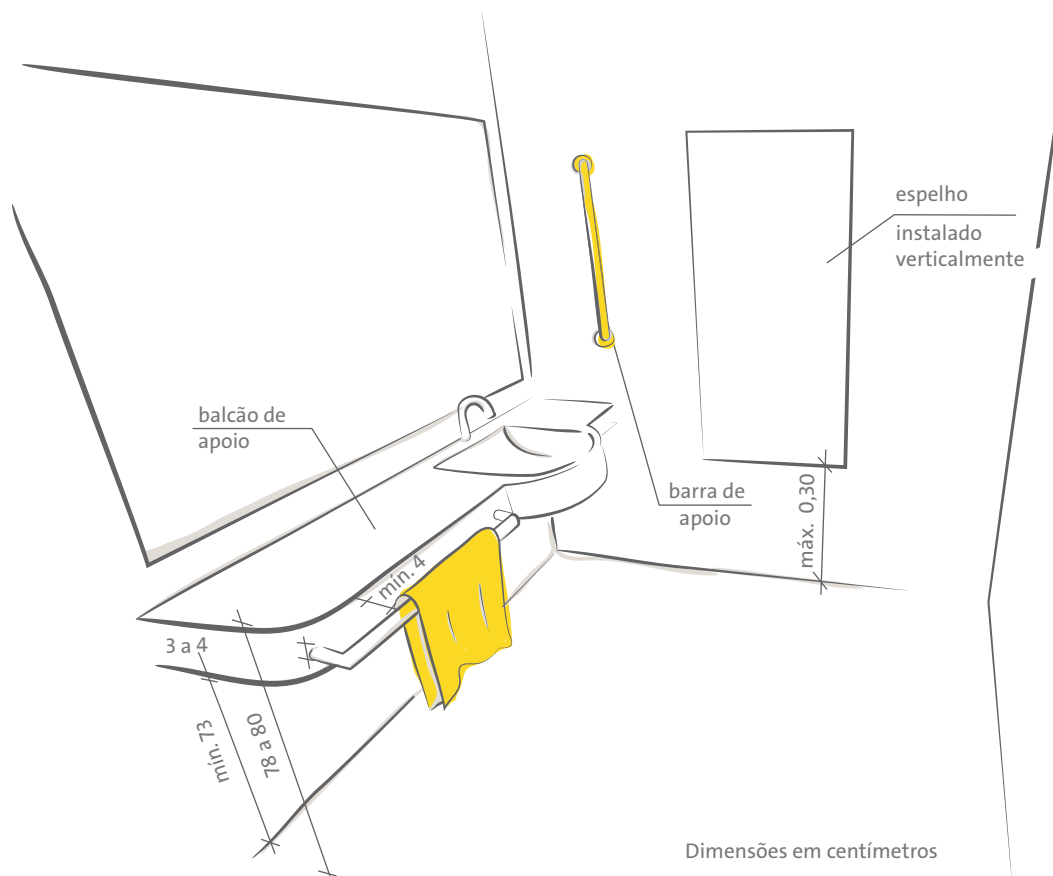 espelho
instalado
verticalmente
balcão de
apoio
barra de
apoio
máx. 0,30
mín. 4
3 a 4
mín. 73
78 a 80
Dimensões em centímetros